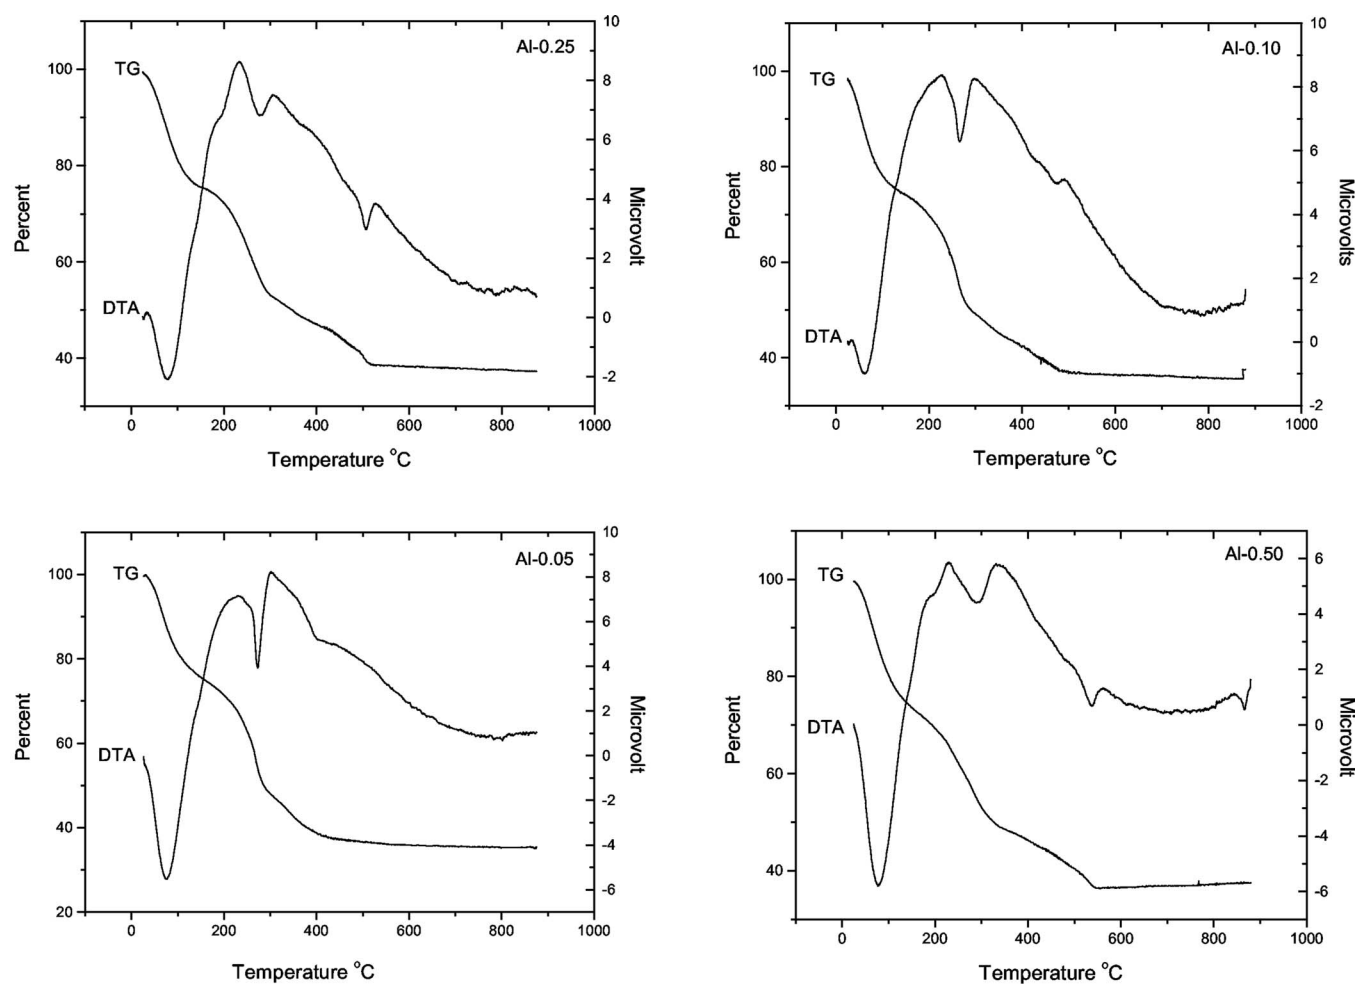 Al-0.25
TG
DTA
100
80
60
40
10
8
6
4
2
0
-2
0
200
400
600
800
1000
Percent
Microvolt
Temperature °C
Al-0.10
TG
DTA
100
80
60
40
10
8
6
4
2
0
-2
0
200
400
600
800
1000
Percent
Microvolts
Temperature °C
Al-0.05
TG
DTA
100
80
60
40
20
10
8
6
4
2
0
-2
-4
-6
0
200
400
600
800
1000
Percent
Microvolt
Temperature °C
Al-0.50
TG
DTA
100
80
60
40
6
4
2
0
-2
-4
-6
0
200
400
600
800
1000
Percent
Microvolt
Temperature °C